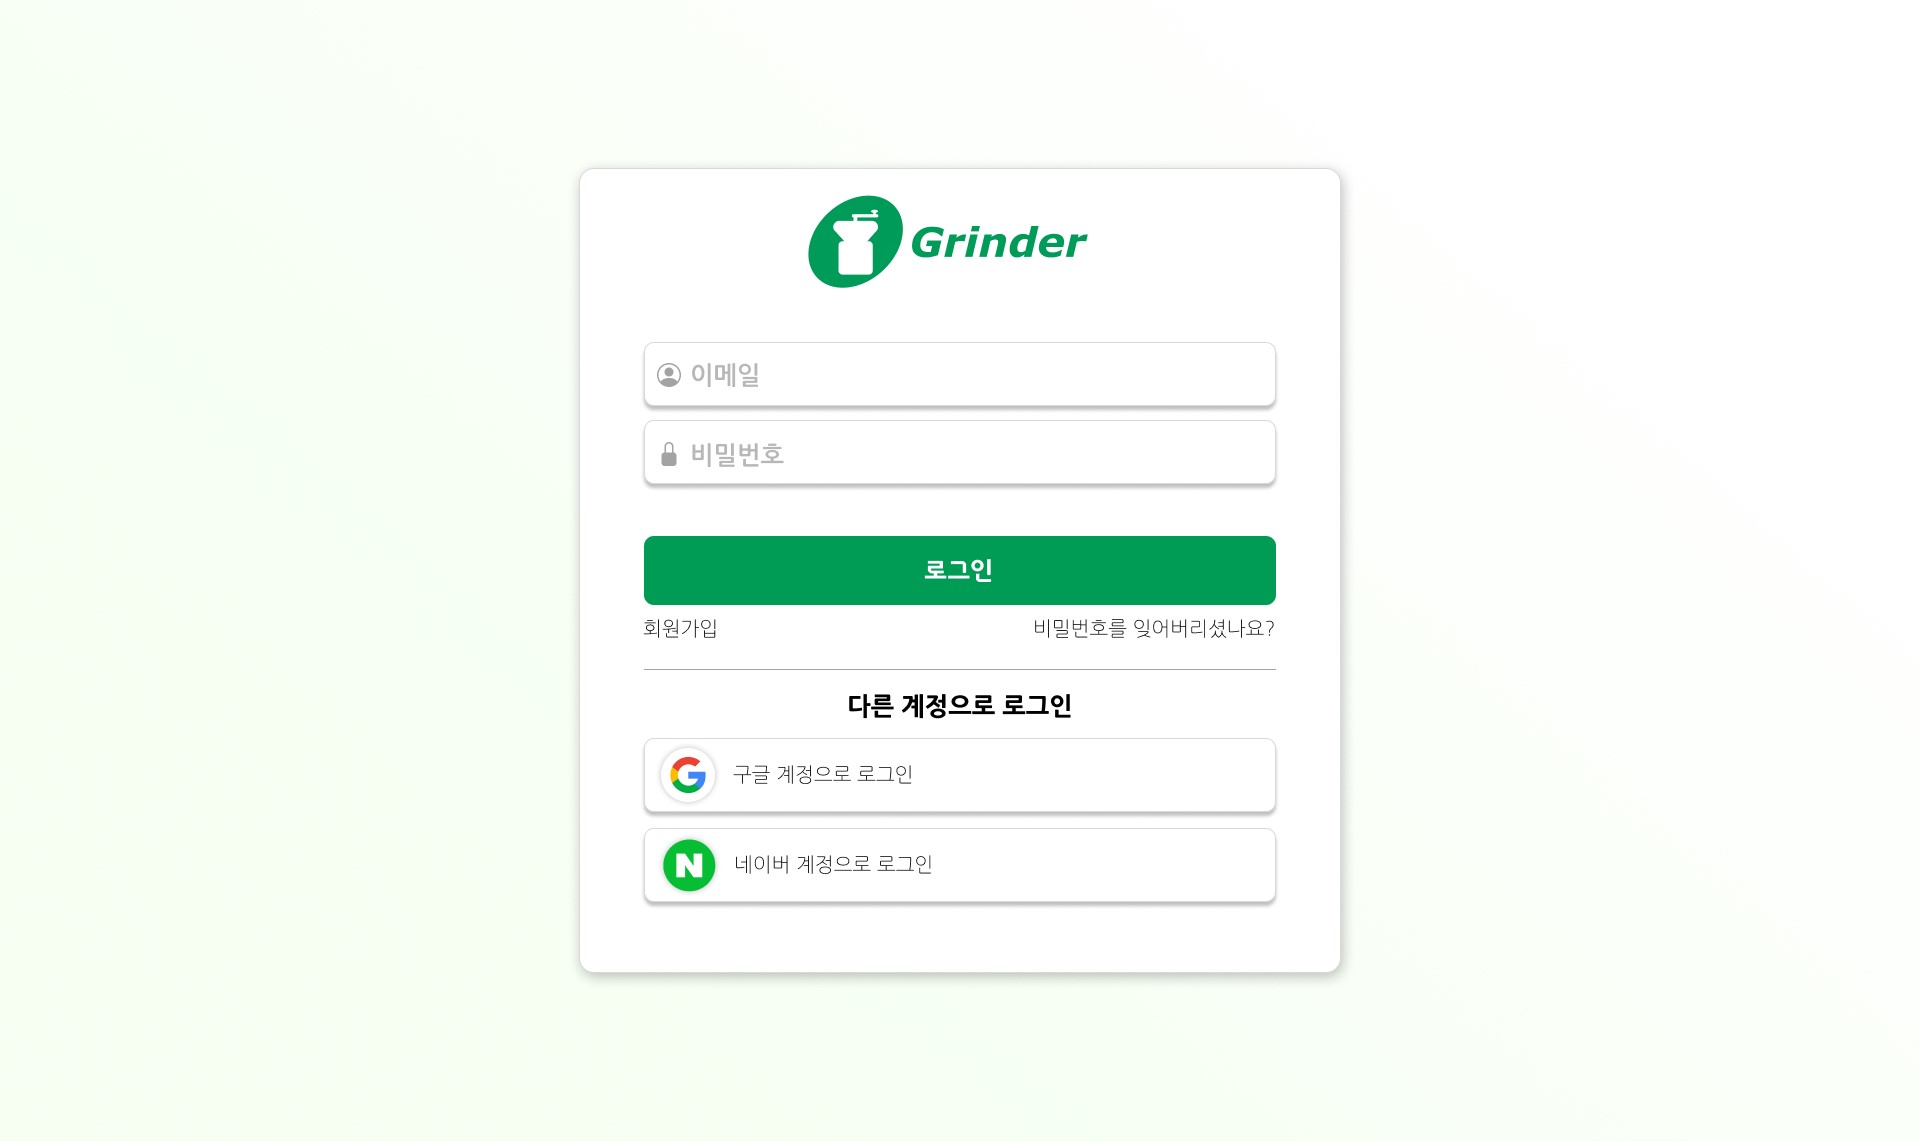 Grinder
이메일
비밀번호
로그인
회원가입
비밀번호를 잊어버리셨나요?
다른 계정으로 로그인
구글 계정으로 로그인
네이버 계정으로 로그인